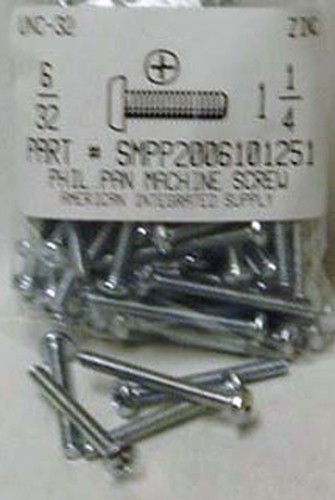 UNC-32 ZINC
6/32 1 1/4
PART # SMPP2006101251
PHIL PAN MACHINE SCREW
AMERICAN INTEGRATED SUPPLY